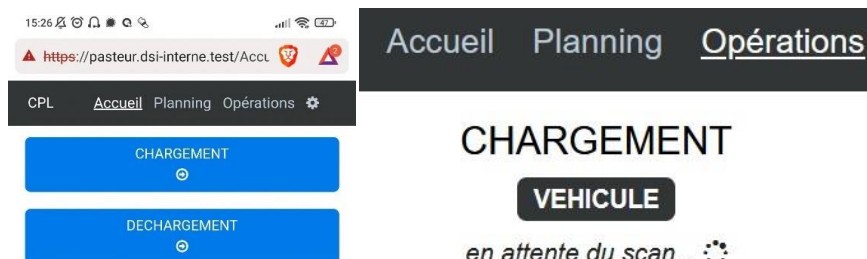 15:26 47
https://pasteur.dsi-interne.test/Accu
2
CPL Accueil Planning Opérations
CHARGEMENT
DECHARGEMENT
Accueil Planning Opérations
CHARGEMENT
VEHICULE
en attente du scan...